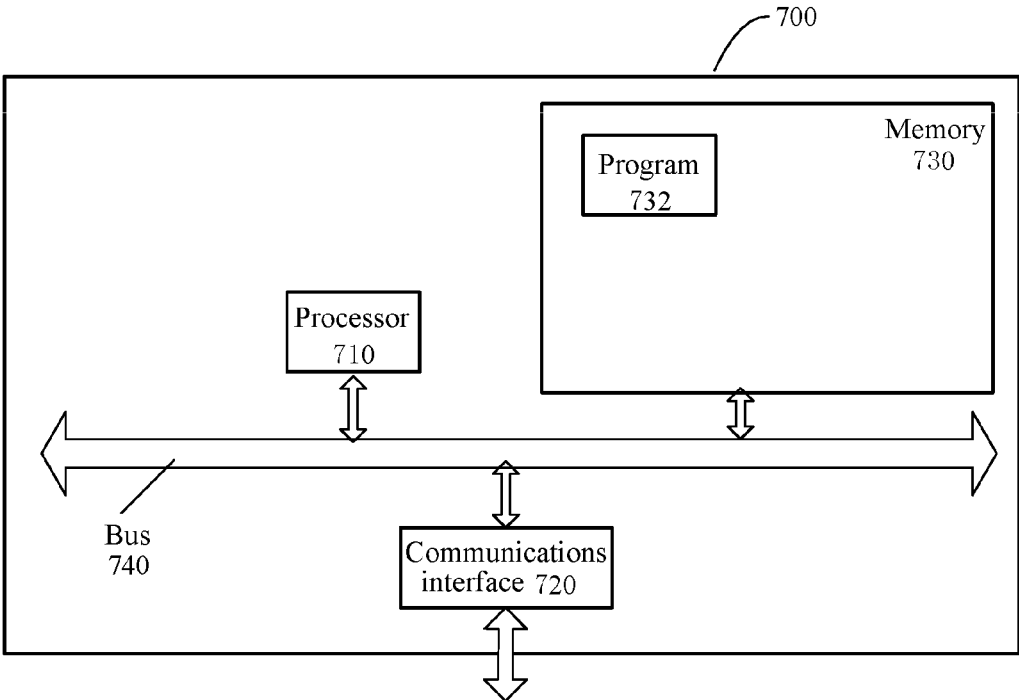 700
Memory
730
Program
732
Processor
710
Bus
740
Communications
interface 720